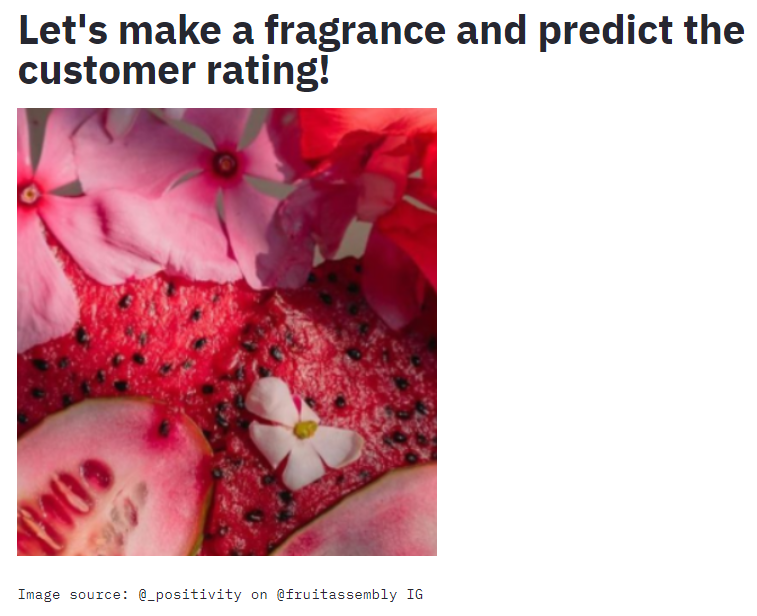 Let's make a fragrance and predict the
customer rating!
Image source: @_positivity on @fruitassembly IG